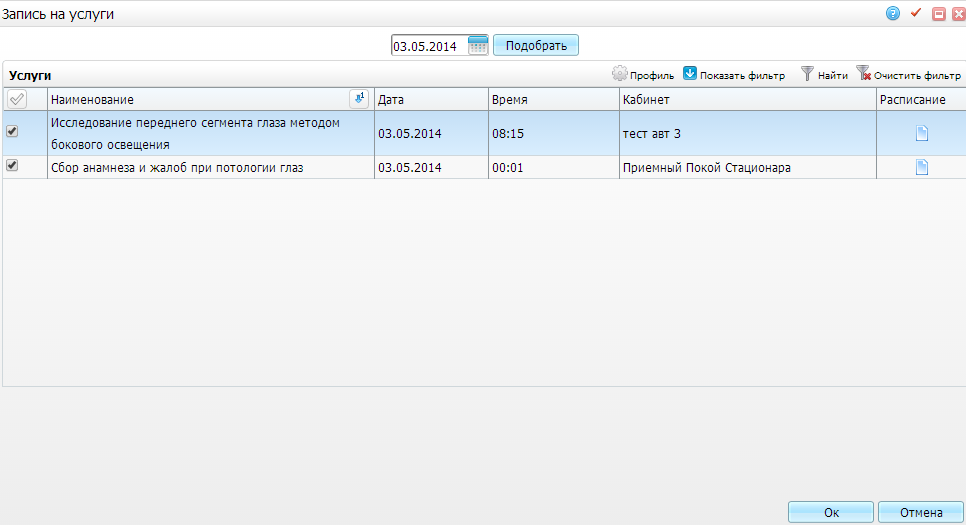 Запись на услуги
03.05.2014 Подобрать
Услуги Профиль Показать фильтр Найти Очистить фильтр
Наименование 1 Дата Время Кабинет Расписание
Исследование переднего сегмента глаза методом
бокового освещения 03.05.2014 08:15 тест авт 3
Сбор анамнеза и жалоб при потологии глаз 03.05.2014 00:01 Приемный Покой Стационара
Ок Отмена